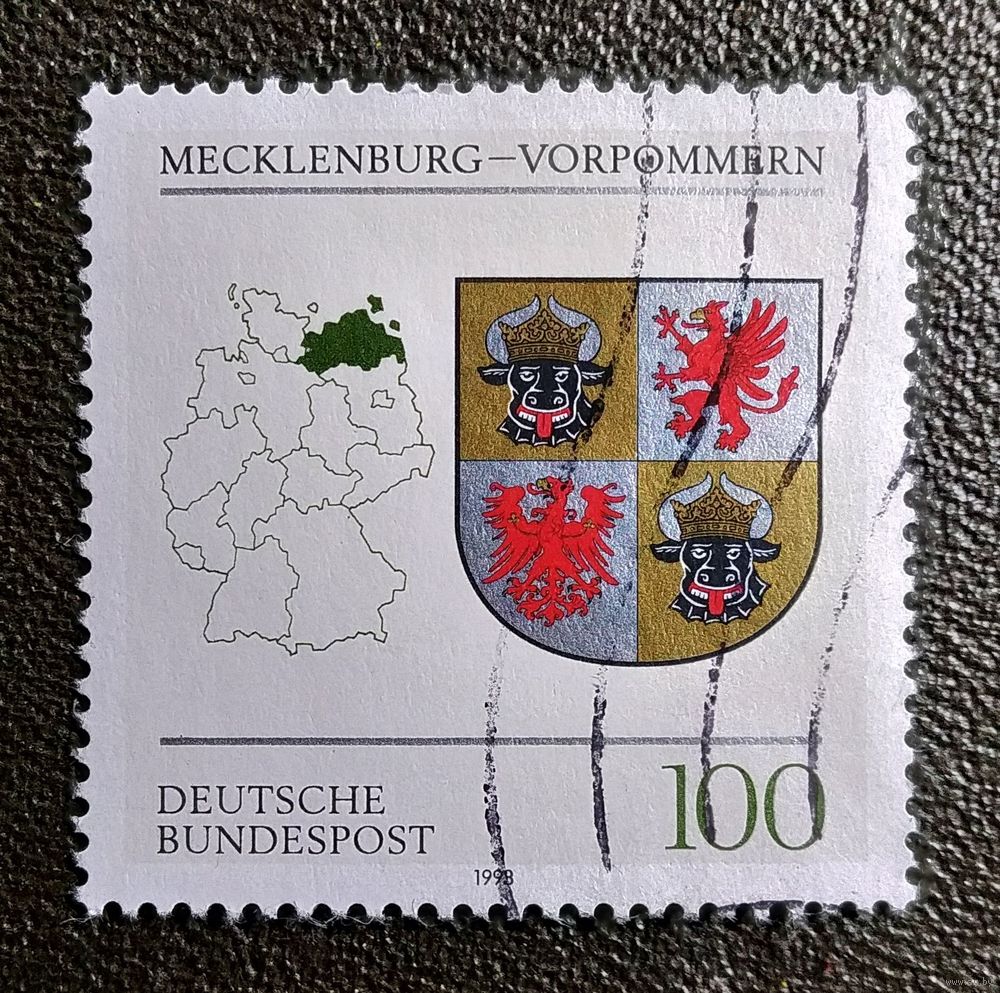 MECKLENBURG–VORPOMMERN
DEUTSCHE
BUNDESPOST
100
1993